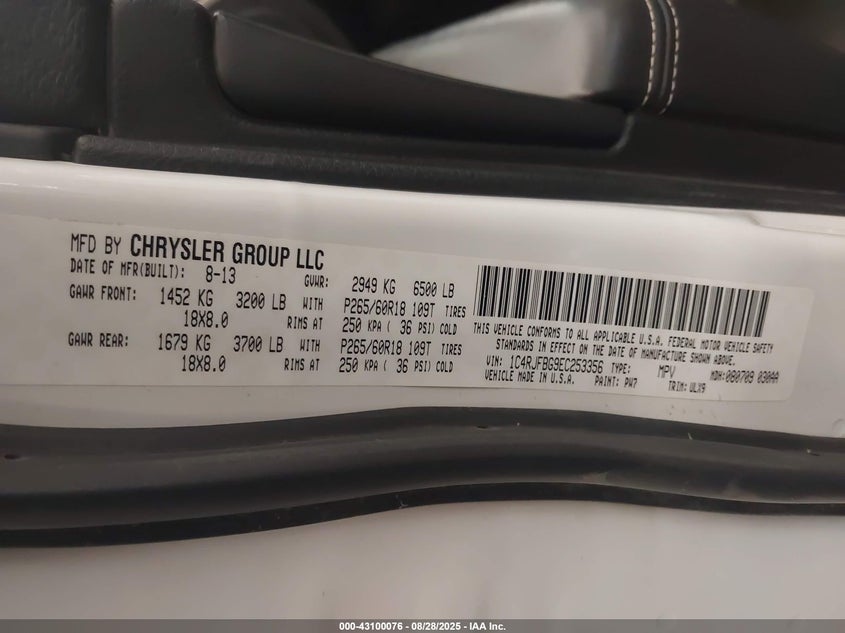 MFD BY CHRYSLER GROUP LLC
DATE OF MFR(BUILT): 8-13 GVWR: 2949 KG 6500 LB
GAWR FRONT: 1452 KG 3200 LB WITH P265/60R18 109T TIRES
18X8.0 RIMS AT 250 KPA ( 36 PSI) COLD
GAWR REAR: 1679 KG 3700 LB WITH P265/60R18 109T TIRES
18X8.0 RIMS AT 250 KPA ( 36 PSI) COLD
THIS VEHICLE CONFORMS TO ALL APPLICABLE U.S.A. FEDERAL MOTOR VEHICLE SAFETY
STANDARDS IN EFFECT ON THE DATE OF MANUFACTURE SHOWN ABOVE.
VIN: 1C4RJFBG9EC253356 TYPE: MPV MDH: 080709 030AA
VEHICLE MADE IN U.S.A. PAINT: PW7 TRIM: ULX9
000-43100076 - 08/28/2025 - IAA Inc.